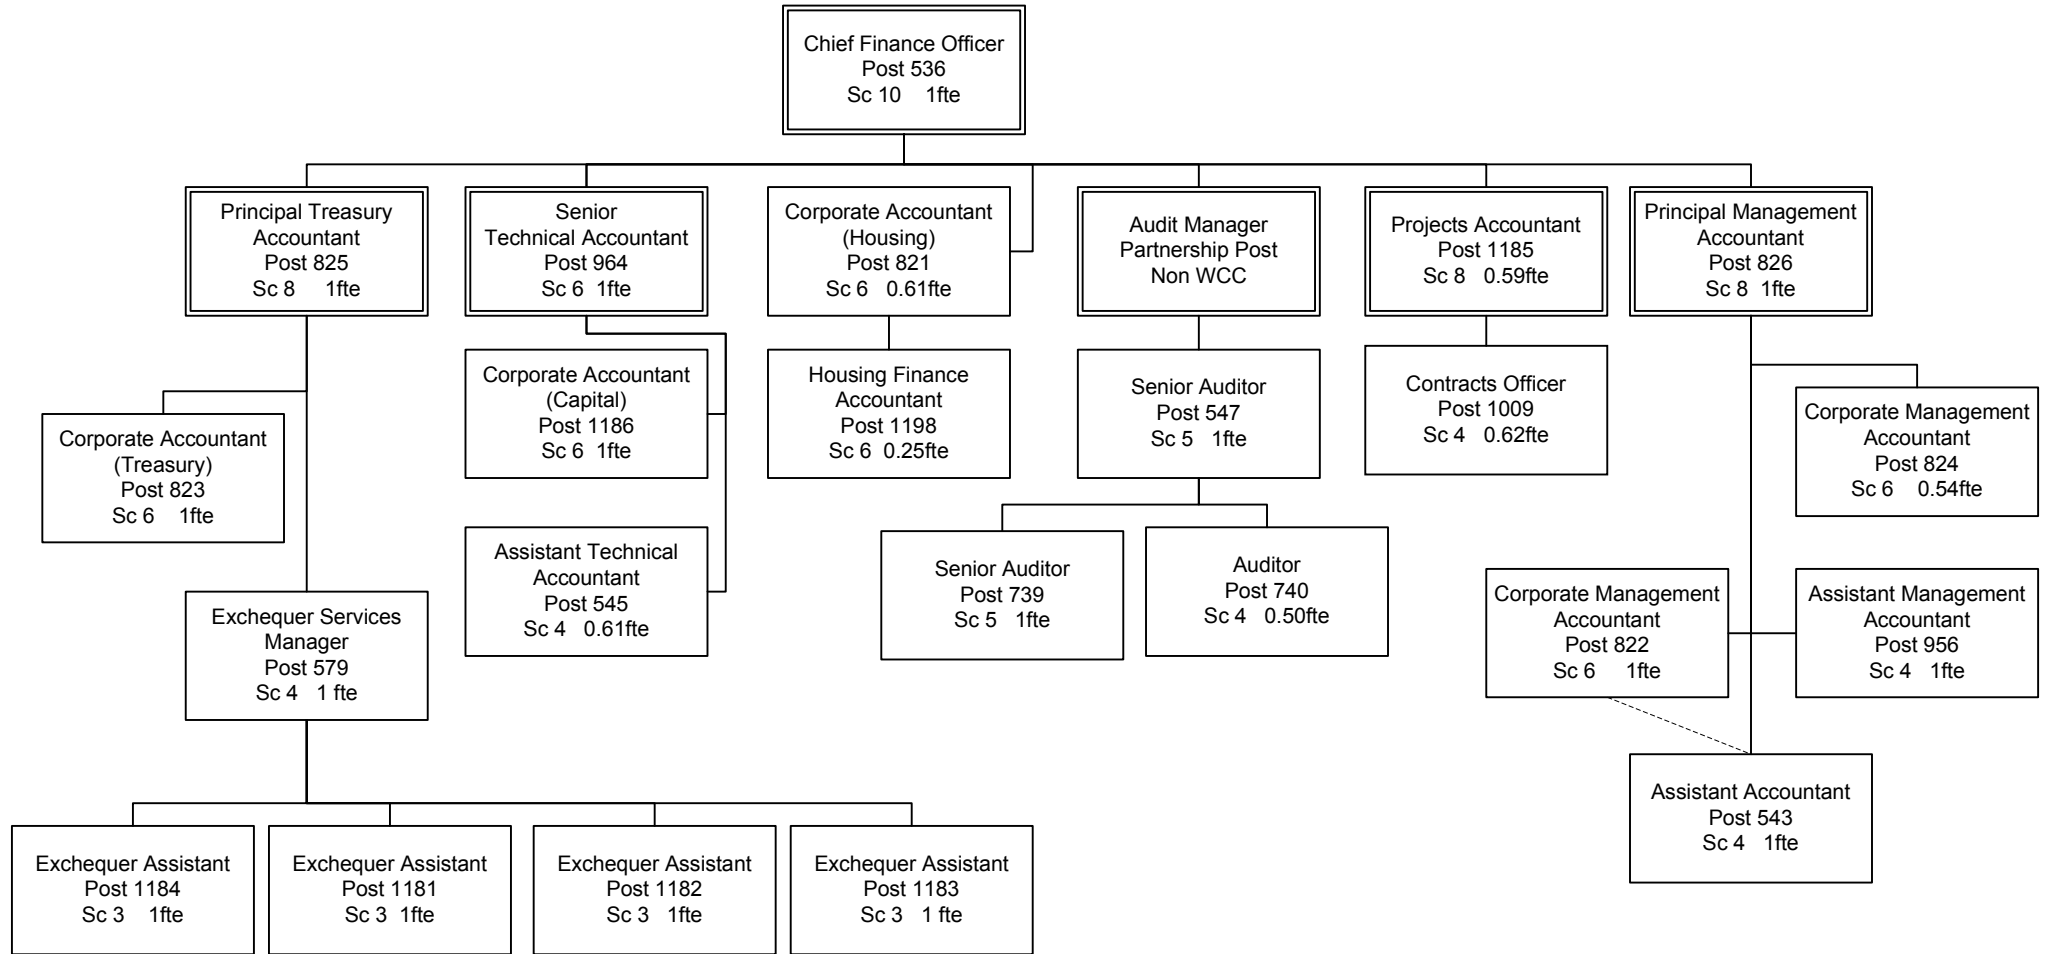 Chief Finance Officer
Post 536
Sc 10 1fte
Principal Treasury
Accountant
Post 825
Sc 8 1fte
Senior
Technical Accountant
Post 964
Sc 6 1fte
Corporate Accountant
(Housing)
Post 821
Sc 6 0.61fte
Audit Manager
Partnership Post
Non WCC
Projects Accountant
Post 1185
Sc 8 0.59fte
Principal Management
Accountant
Post 826
Sc 8 1fte
Corporate Accountant
(Treasury)
Post 823
Sc 6 1fte
Corporate Accountant
(Capital)
Post 1186
Sc 6 1fte
Housing Finance
Accountant
Post 1198
Sc 6 0.25fte
Senior Auditor
Post 547
Sc 5 1fte
Contracts Officer
Post 1009
Sc 4 0.62fte
Corporate Management
Accountant
Post 824
Sc 6 0.54fte
Exchequer Services
Manager
Post 579
Sc 4 1 fte
Assistant Technical
Accountant
Post 545
Sc 4 0.61fte
Senior Auditor
Post 739
Sc 5 1fte
Auditor
Post 740
Sc 4 0.50fte
Corporate Management
Accountant
Post 822
Sc 6 1fte
Assistant Management
Accountant
Post 956
Sc 4 1fte
Assistant Accountant
Post 543
Sc 4 1fte
Exchequer Assistant
Post 1184
Sc 3 1fte
Exchequer Assistant
Post 1181
Sc 3 1fte
Exchequer Assistant
Post 1182
Sc 3 1fte
Exchequer Assistant
Post 1183
Sc 3 1 fte